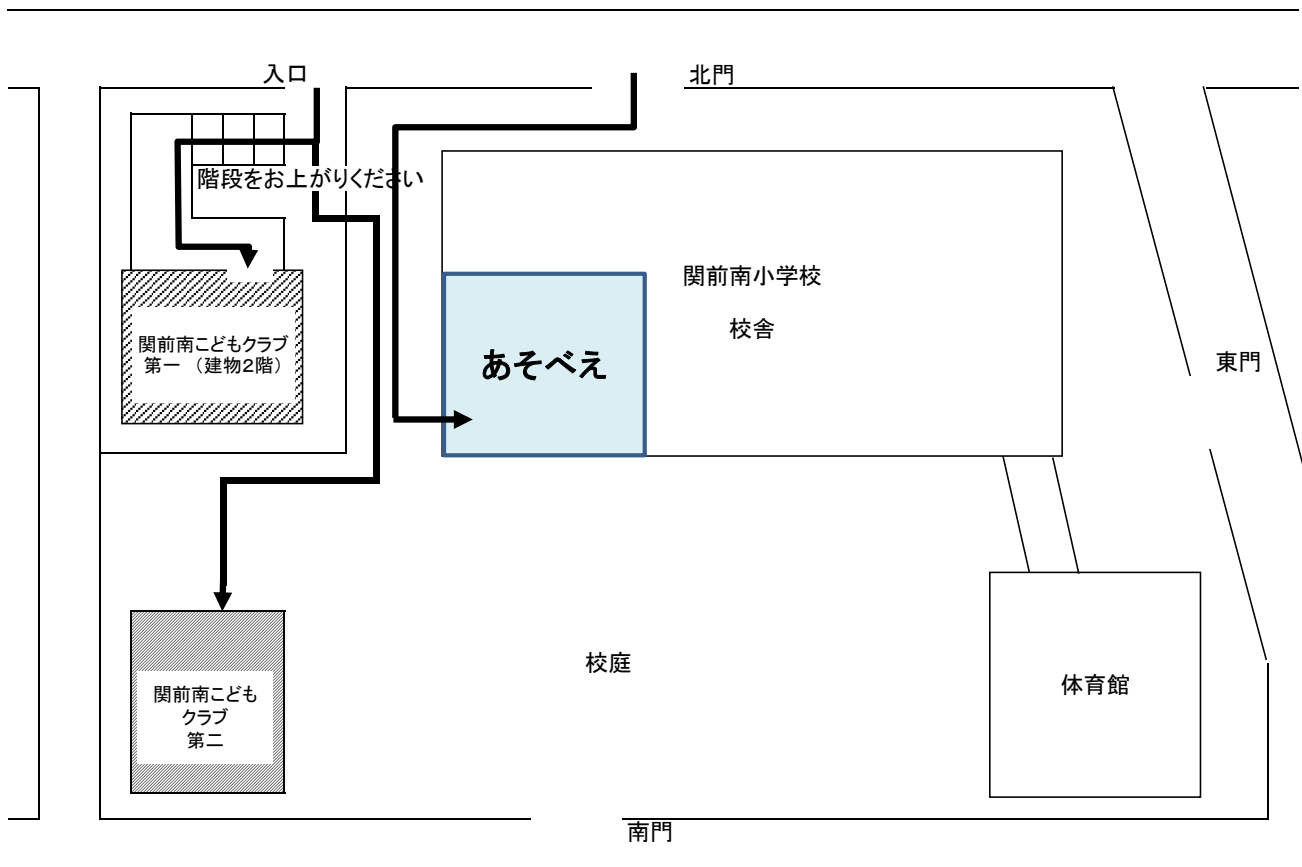 入口
北門
階段をお上がりください
関前南小学校
校舎
関前南こどもクラブ
第一 （建物２階）
あそべえ
東門
校庭
体育館
関前南こども
クラブ
第二
南門